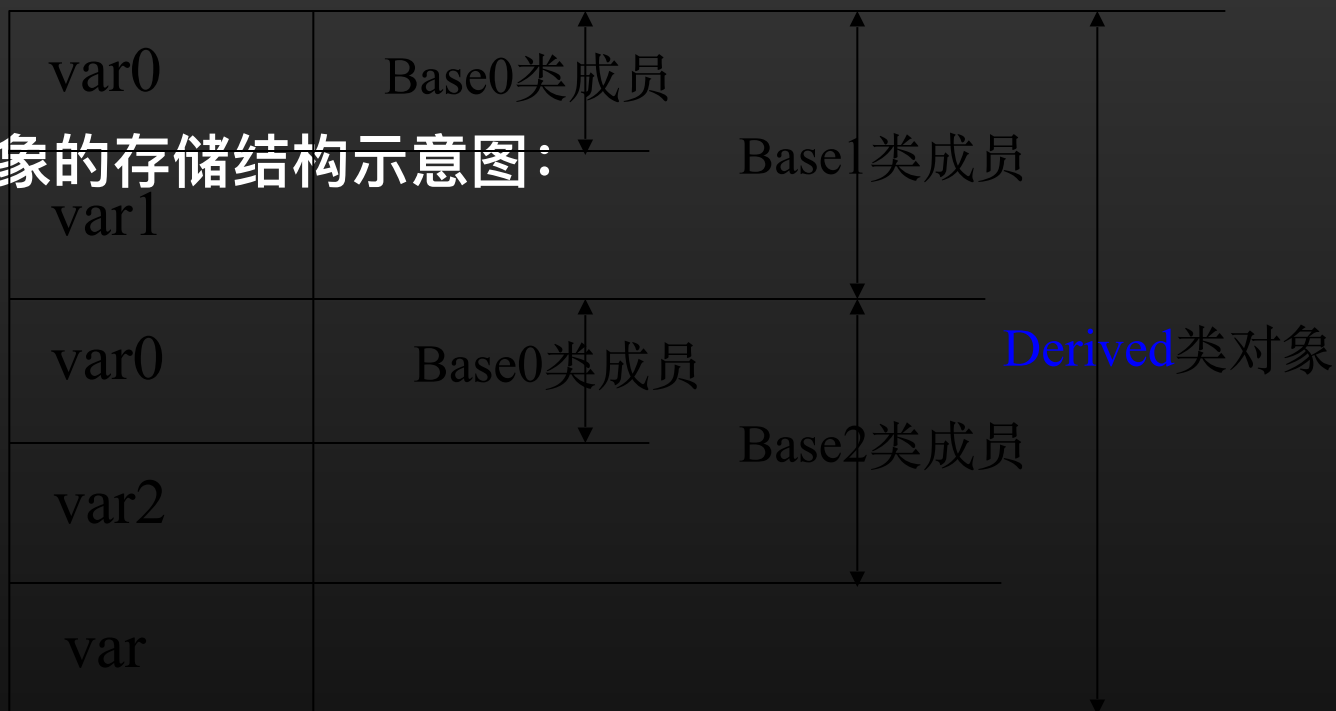 var0
Base0类成员
象的存储结构示意图：
Base1类成员
var1
Derived类对象
var0
Base0类成员
Base2类成员
var2
var